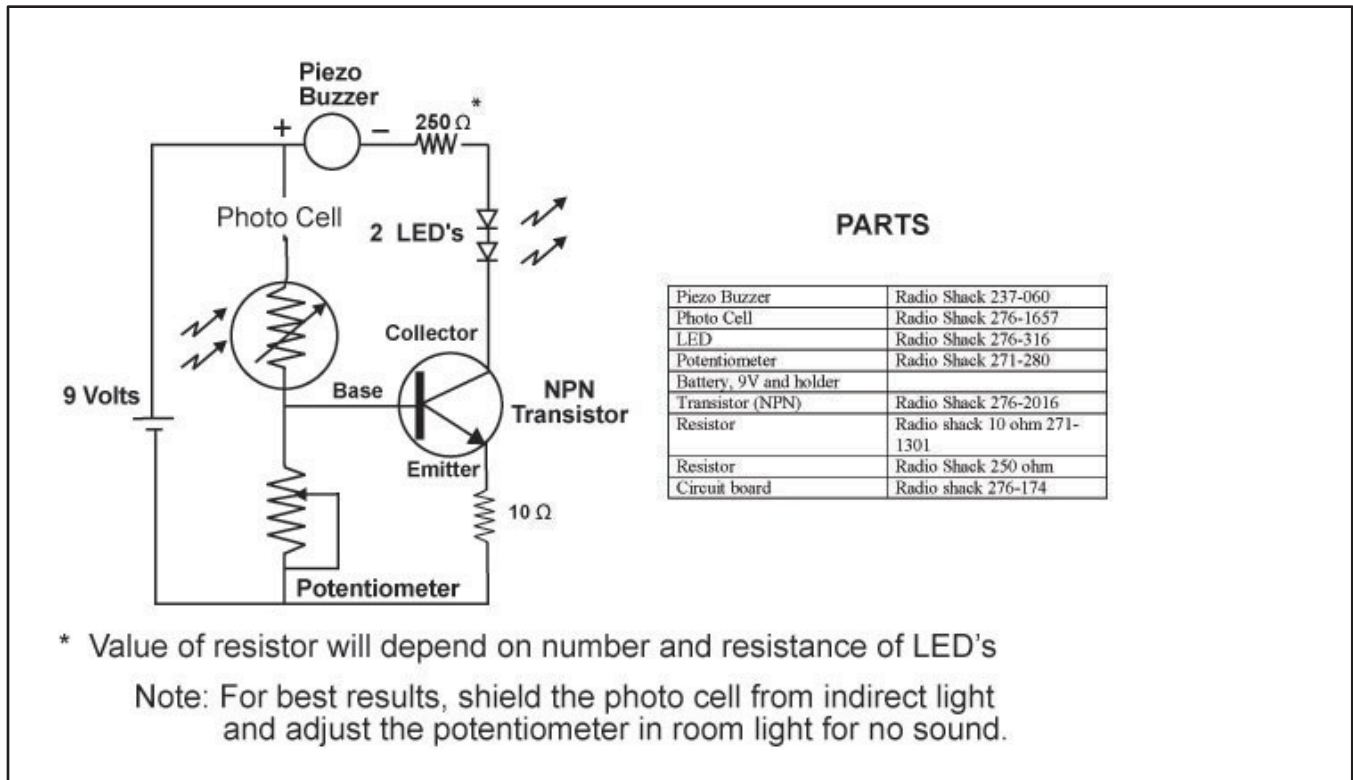 Piezo
Buzzer
*
+
−
250 Ω
Photo Cell
2 LED's
Collector
9 Volts
Base
NPN
Transistor
Emitter
10 Ω
Potentiometer
PARTS
Piezo Buzzer Radio Shack 237-060
Photo Cell Radio Shack 276-1657
LED Radio Shack 276-316
Potentiometer Radio Shack 271-280
Battery, 9V and holder
Transistor (NPN) Radio Shack 276-2016
Resistor Radio shack 10 ohm 271-
1301
Resistor Radio Shack 250 ohm
Circuit board Radio shack 276-174
* Value of resistor will depend on number and resistance of LED's
Note: For best results, shield the photo cell from indirect light
and adjust the potentiometer in room light for no sound.